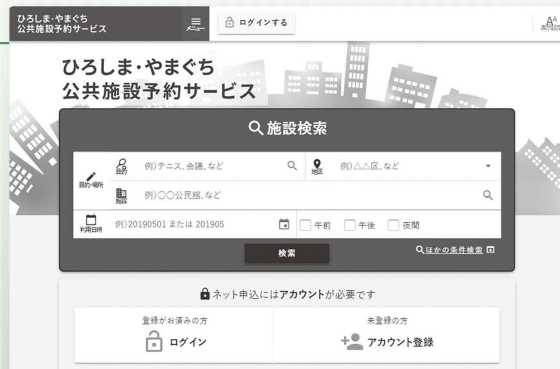 ひろしま・やまぐち
公共施設予約サービス
メニュー
ログインする
ひろしま・やまぐち
公共施設予約サービス
施設検索
目的・場所
目的
例)テニス、会議、など
地区
例)△△区、など
施設
例)○○公民館、など
利用日時
例)20190501 または 201905
午前
午後
夜間
検索
ほかの条件検索
ネット申込にはアカウントが必要です
登録がお済みの方
ログイン
未登録の方
アカウント登録